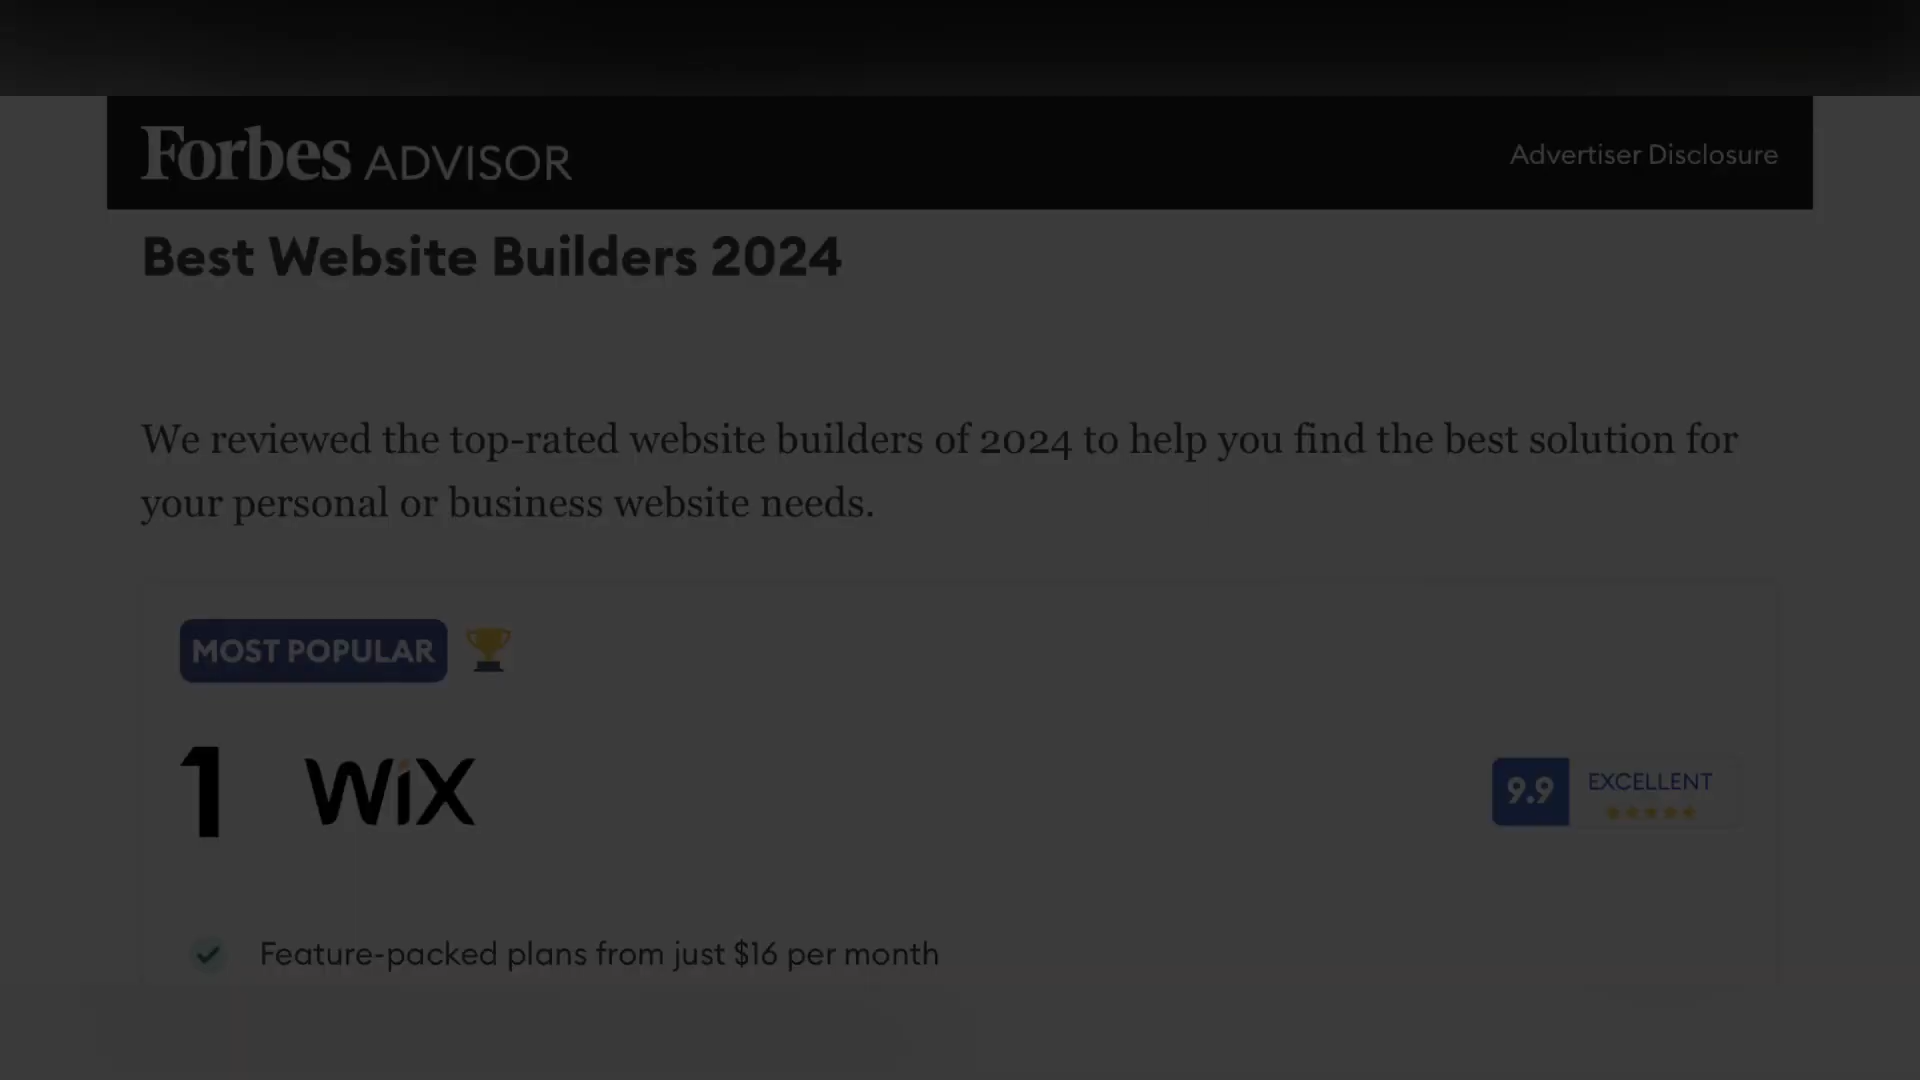 Forbes ADVISOR
Advertiser Disclosure
Best Website Builders 2024
We reviewed the top-rated website builders of 2024 to help you find the best solution for
your personal or business website needs.
MOST POPULAR
1 WiX
9.9 EXCELLENT
Feature-packed plans from just $16 per month